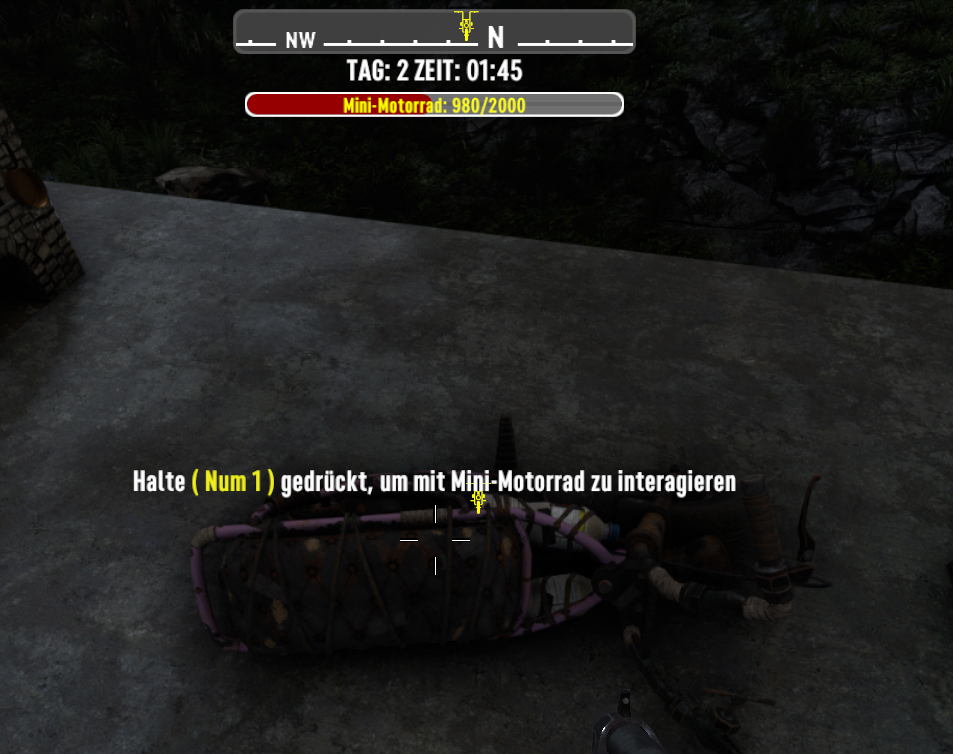 NW N
TAG: 2 ZEIT: 01:45
Mini-Motorrad: 980/2000
Halte ( Num 1 ) gedrückt, um mit Mini-Motorrad zu interagieren